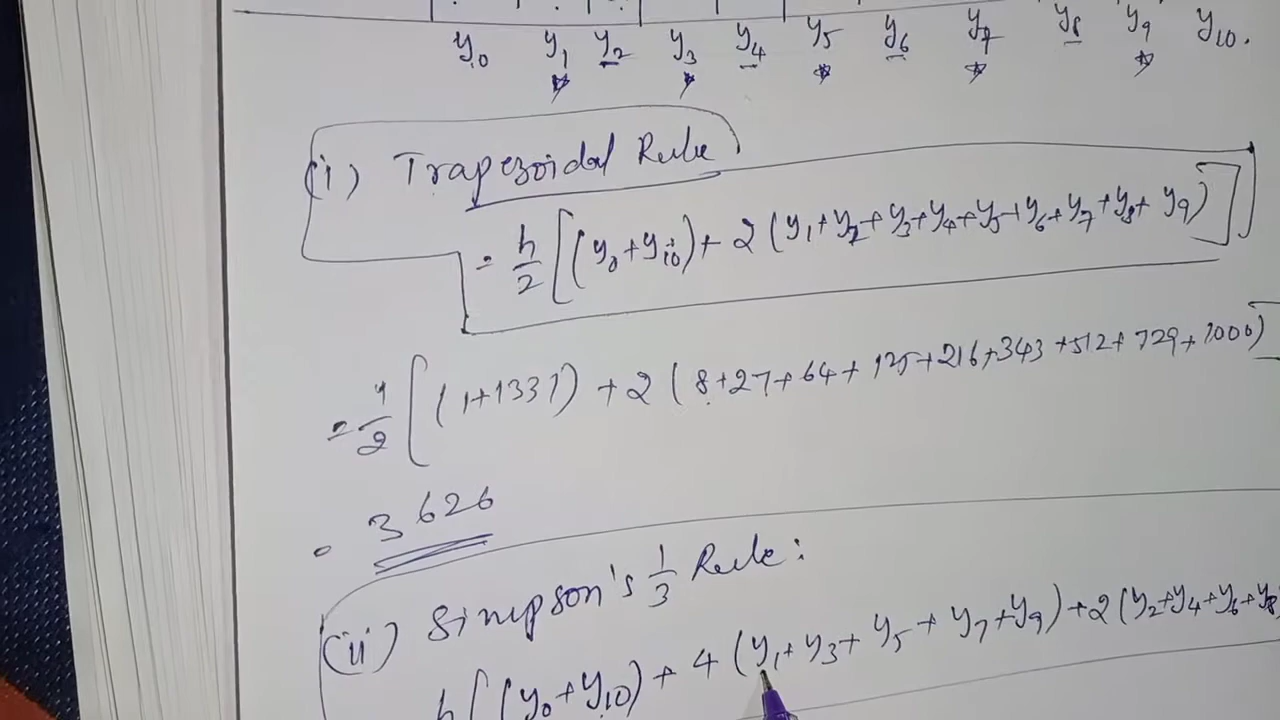 y0 y1 y2 y3 y4 y5 y6 y7 y8 y9 y10.
(i) Trapezoidal Rule
= h/2 [(y0+y10)+2(y1+y2+y3+y4+y5+y6+y7+y8+y9)]
= 1/2 [(1+1331)+2(8+27+64+125+216+343+512+729+1000)
= 3626
(ii) Simpson's 1/3 Rule:
h [(y0+y10)+4(y1+y3+y5+y7+y9)+2(y2+y4+y6+y8